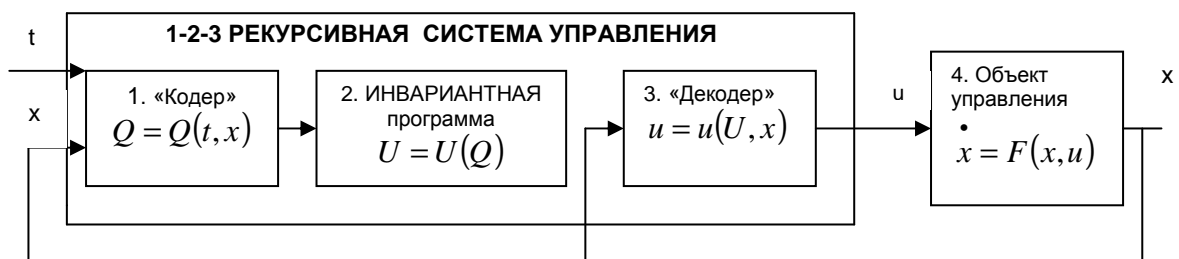 1-2-3 РЕКУРСИВНАЯ СИСТЕМА УПРАВЛЕНИЯ
t
x
1. «Кодер»
Q = Q(t, x)
2. ИНВАРИАНТНАЯ
программа
U = U(Q)
3. «Декодер»
u = u(U, x)
u
4. Объект
управления
ẋ = F(x, u)
x